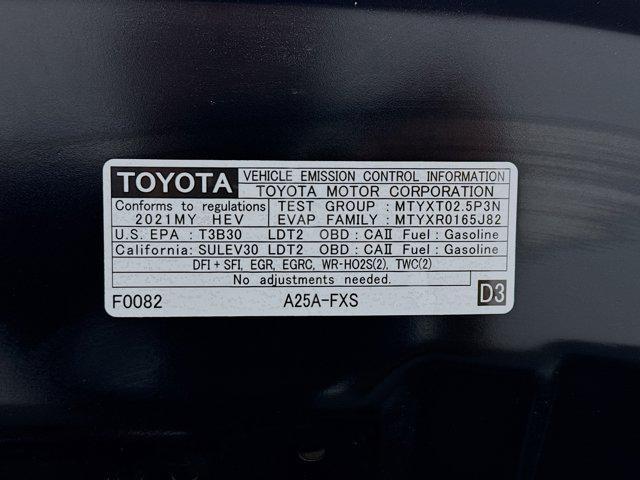 TOYOTA VEHICLE EMISSION CONTROL INFORMATION
TOYOTA MOTOR CORPORATION
Conforms to regulations TEST GROUP : MTYXT02.5P3N
2021MY HEV EVAP FAMILY : MTYXR0165J82
U.S. EPA : T3B30 LDT2 OBD : CAII Fuel : Gasoline
California: SULEV30 LDT2 OBD : CAII Fuel : Gasoline
DFI + SFI, EGR, EGRC, WR-HO2S(2), TWC(2)
No adjustments needed.
F0082 A25A-FXS D3